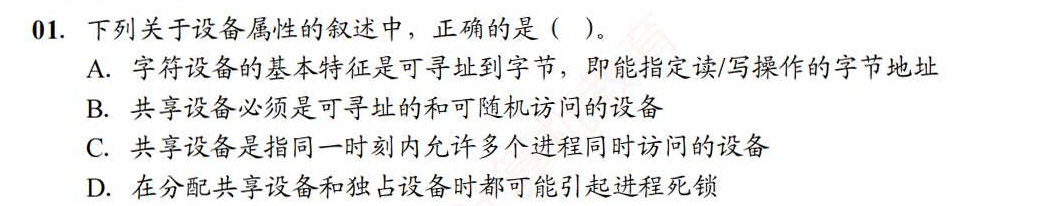 01. 下列关于设备属性的叙述中，正确的是（ ）。
A. 字符设备的基本特征是可寻址到字节，即能指定读/写操作的字节地址
B. 共享设备必须是可寻址的和可随机访问的设备
C. 共享设备是指同一时刻内允许多个进程同时访问的设备
D. 在分配共享设备和独占设备时都可能引起进程死锁